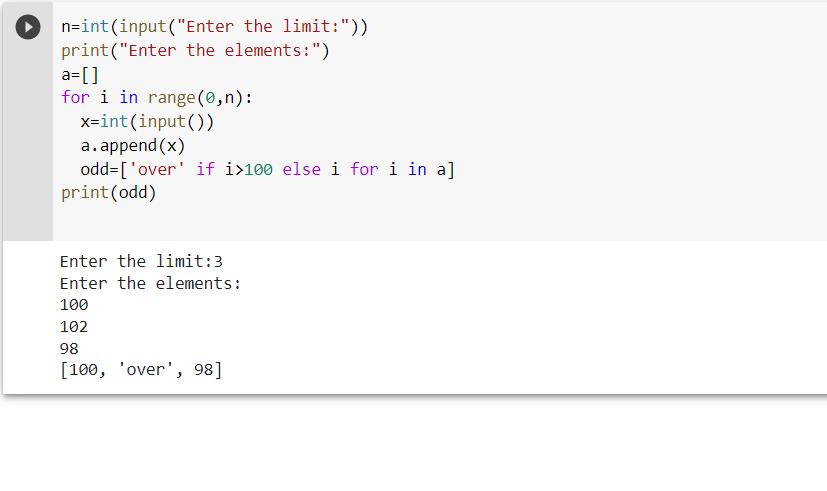 n=int(input("Enter the limit:"))
print("Enter the elements:")
a=[]
for i in range(0,n):
  x=int(input())
  a.append(x)
  odd=['over' if i>100 else i for i in a]
print(odd)
Enter the limit:3
Enter the elements:
100
102
98
[100, 'over', 98]